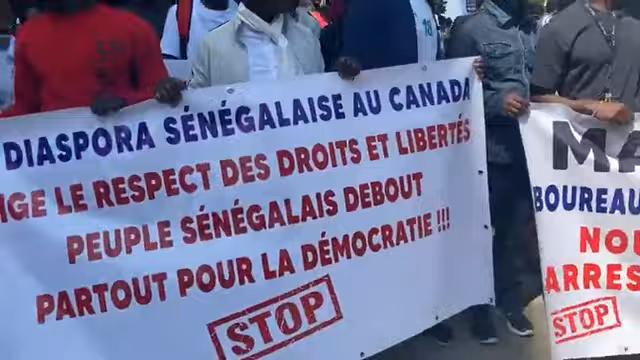 DIASPORA SÉNÉGALAISE AU CANADA
IGE LE RESPECT DES DROITS ET LIBERTÉS
PEUPLE SÉNÉGALAIS DEBOUT
PARTOUT POUR LA DÉMOCRATIE !!!
STOP
MA
BOUREAU
NOU
ARRES
STOP